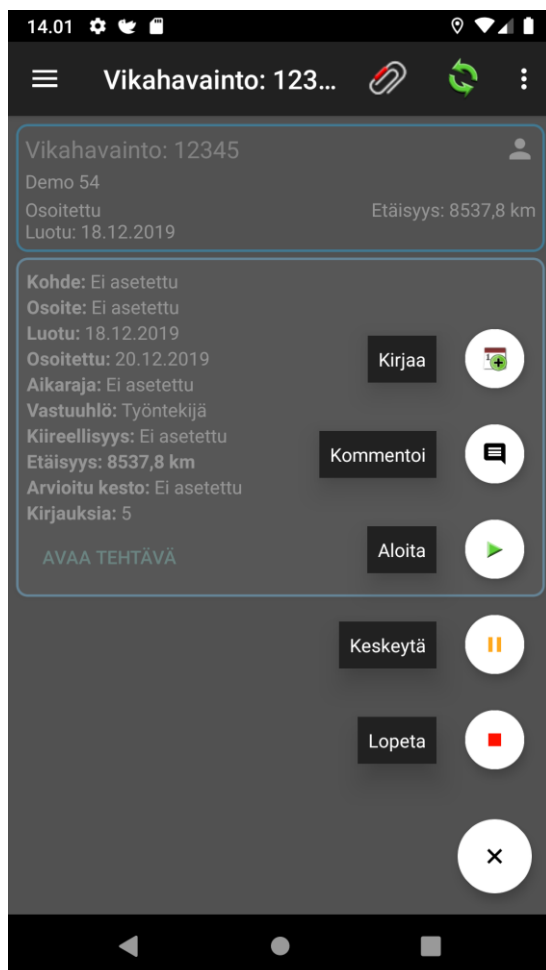 14.01
Vikahavainto: 123...
Vikahavainto: 12345
Demo 54
Osoitettu
Etäisyys: 8537,8 km
Luotu: 18.12.2019
Kohde: Ei asetettu
Osoite: Ei asetettu
Luotu: 18.12.2019
Osoitettu: 20.12.2019
Aikaraja: Ei asetettu
Vastuuhlö: Työntekijä
Kiireellisyys: Ei asetettu
Etäisyys: 8537,8 km
Arvioitu kesto: Ei asetettu
Kirjauksia: 5
AVAA TEHTÄVÄ
Kirjaa
Kommentoi
Aloita
Keskeytä
Lopeta